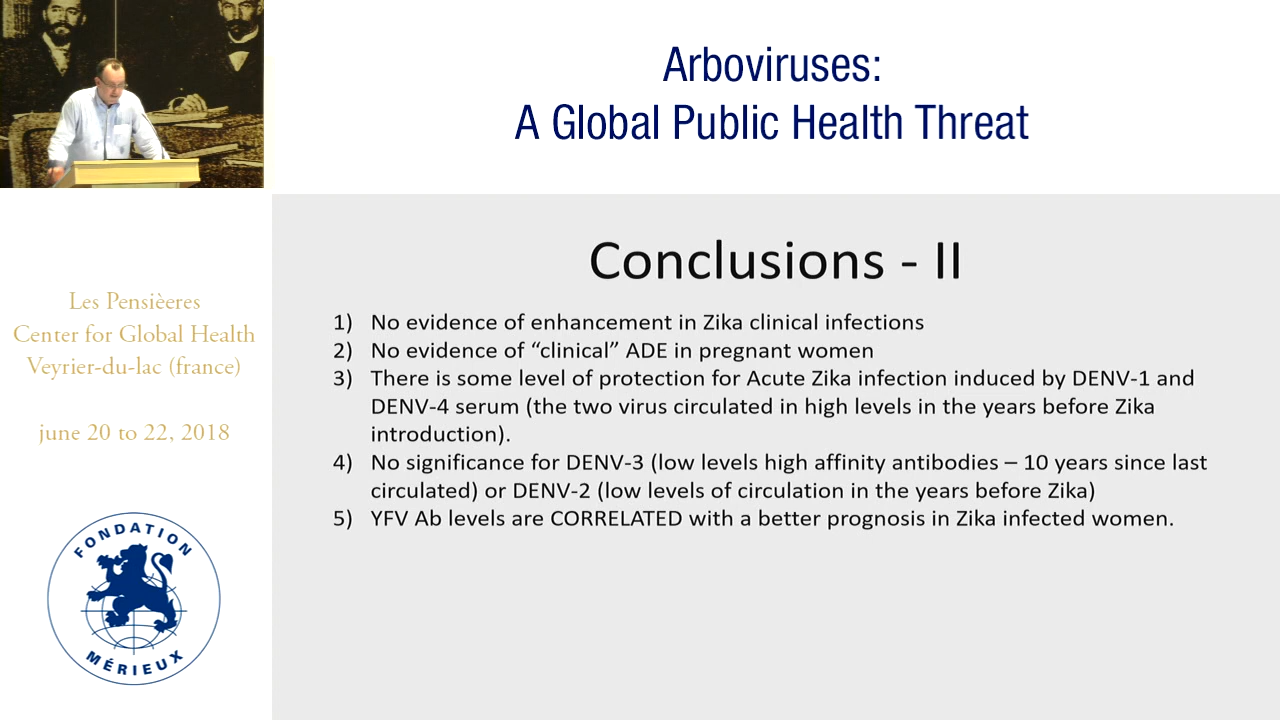 Arboviruses:
A Global Public Health Threat
Les Pensièeres
Center for Global Health
Veyrier-du-lac (france)
june 20 to 22, 2018
FONDATION
MÉRIEUX
Conclusions - II
1) No evidence of enhancement in Zika clinical infections
2) No evidence of “clinical” ADE in pregnant women
3) There is some level of protection for Acute Zika infection induced by DENV-1 and
DENV-4 serum (the two virus circulated in high levels in the years before Zika
introduction).
4) No significance for DENV-3 (low levels high affinity antibodies – 10 years since last
circulated) or DENV-2 (low levels of circulation in the years before Zika)
5) YFV Ab levels are CORRELATED with a better prognosis in Zika infected women.